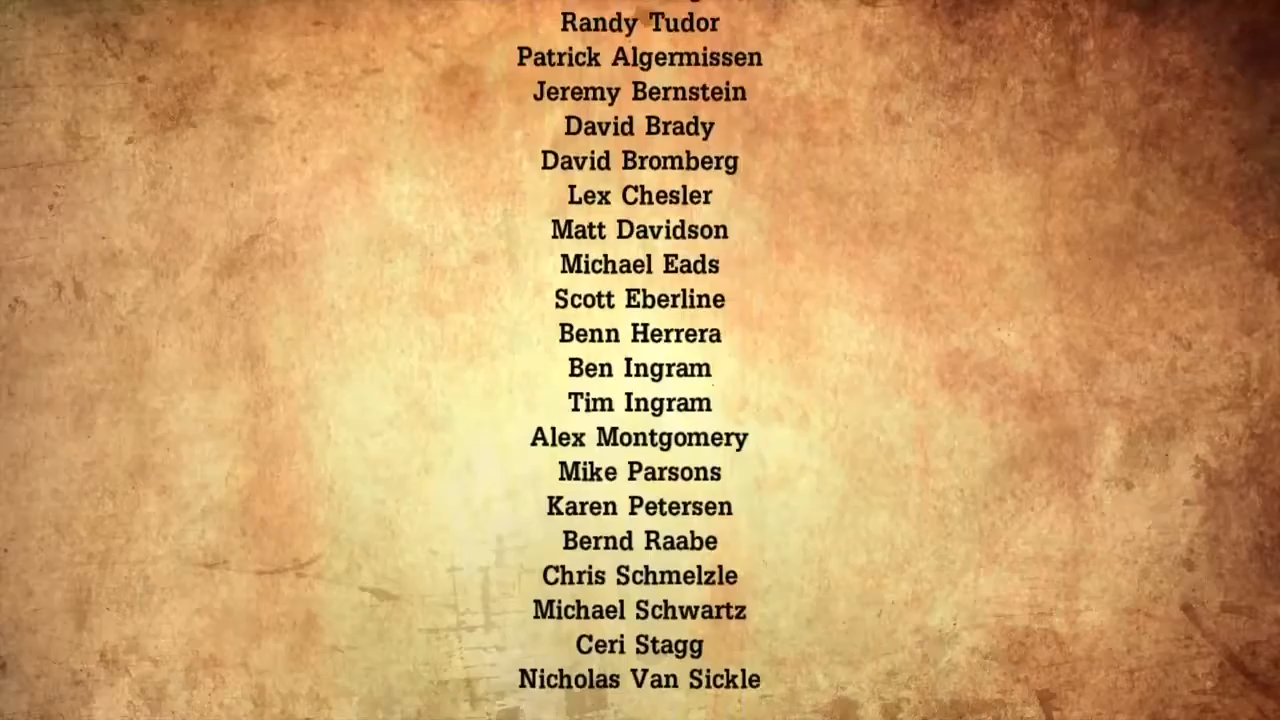 Randy Tudor
Patrick Algermissen
Jeremy Bernstein
David Brady
David Bromberg
Lex Chesler
Matt Davidson
Michael Eads
Scott Eberline
Benn Herrera
Ben Ingram
Tim Ingram
Alex Montgomery
Mike Parsons
Karen Petersen
Bernd Raabe
Chris Schmelzle
Michael Schwartz
Ceri Stagg
Nicholas Van Sickle